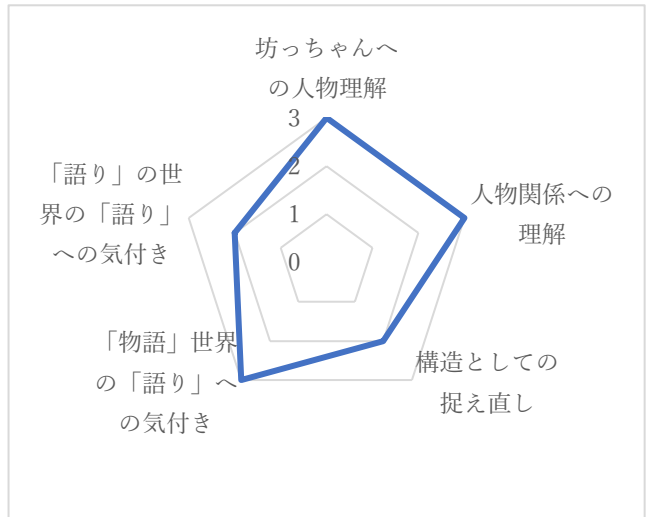 坊っちゃんへ
の人物理解
人物関係への
理解
構造としての
捉え直し
「物語」世界
の「語り」へ
の気付き
「語り」の世
界の「語り」
への気付き
3
2
1
0